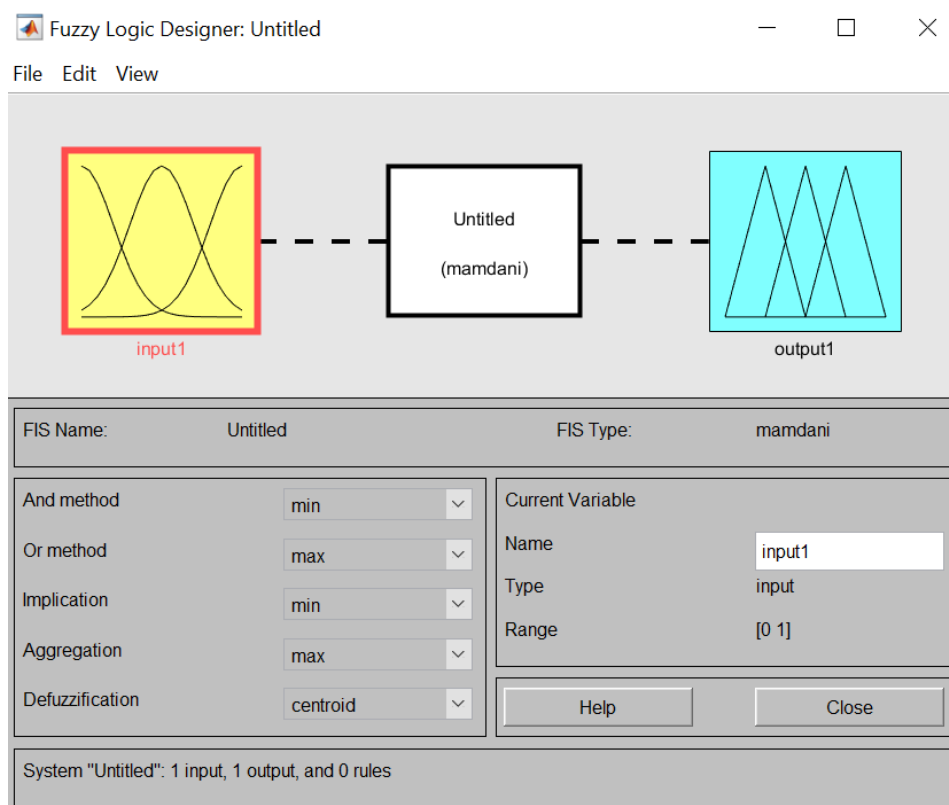 Fuzzy Logic Designer: Untitled
File Edit View
Untitled
(mamdani)
input1
output1
FIS Name: Untitled FIS Type: mamdani
And method min
Or method max
Implication min
Aggregation max
Defuzzification centroid
Current Variable
Name input1
Type input
Range [0 1]
Help Close
System "Untitled": 1 input, 1 output, and 0 rules